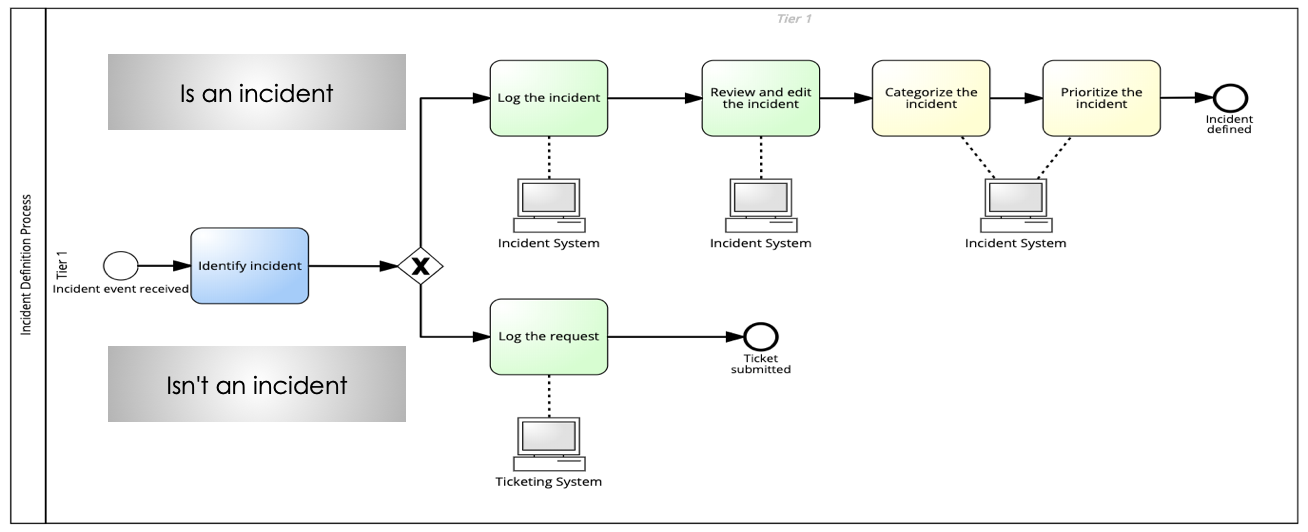 Tier 1
Is an incident
Log the incident
Review and edit
the incident
Categorize the
incident
Prioritize the
incident
Incident
defined
Incident System
Incident System
Incident System
Incident Definition Process
Tier 1
Incident event received
Identify incident
X
Log the request
Ticket
submitted
Isn't an incident
Ticketing System